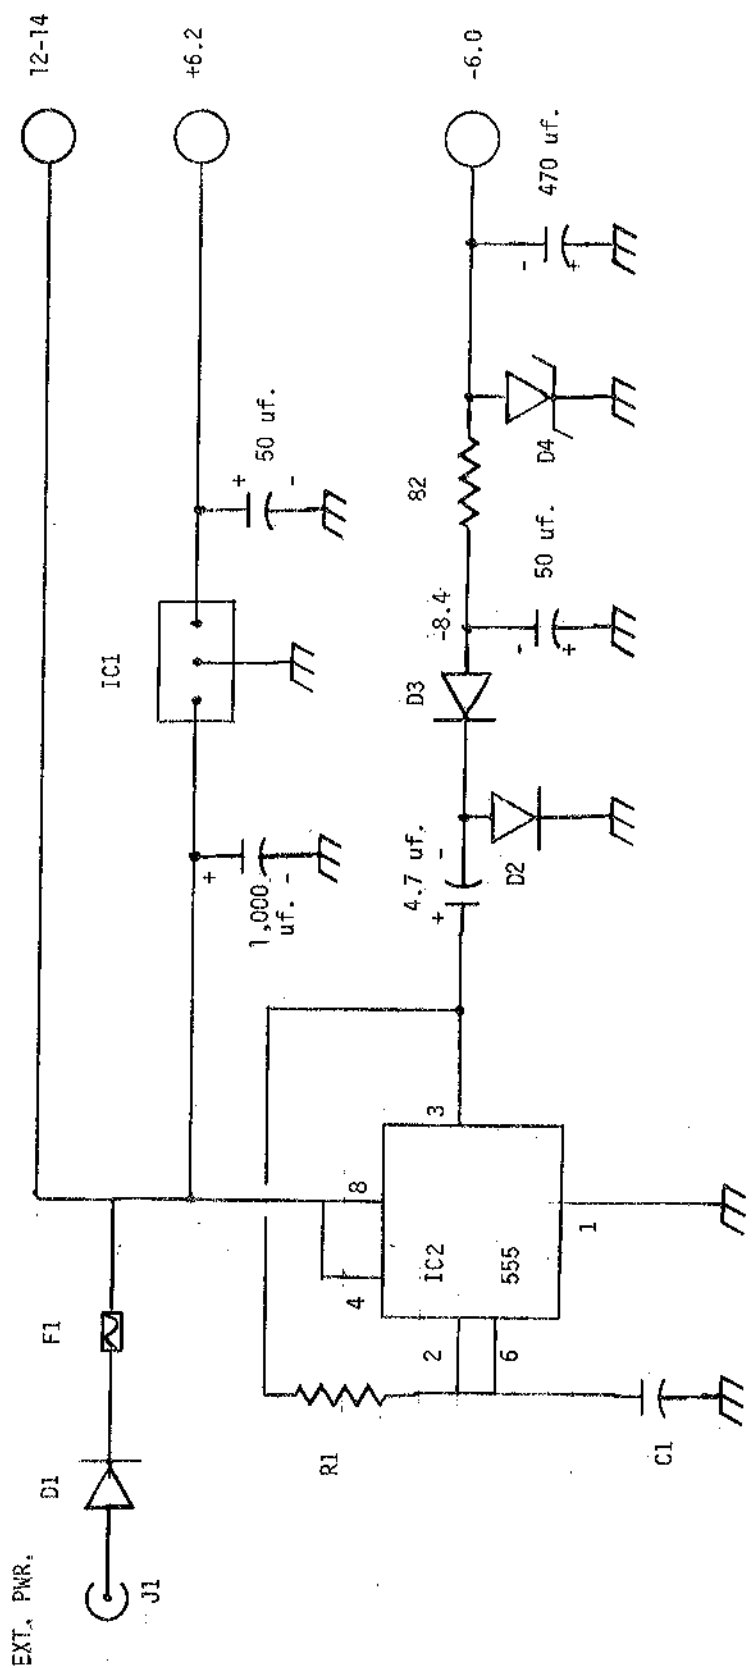 EXT. PWR.
J1
D1
F1
12-14
+6.2
-6.0
IC1
+
1,000
uf.
-
+
50 uf.
-
R1
C1
IC2
555
4
8
2
6
3
1
+
4.7 uf.
-
D2
D3
-8.4
-
50 uf.
+
82
D4
-
470 uf.
+